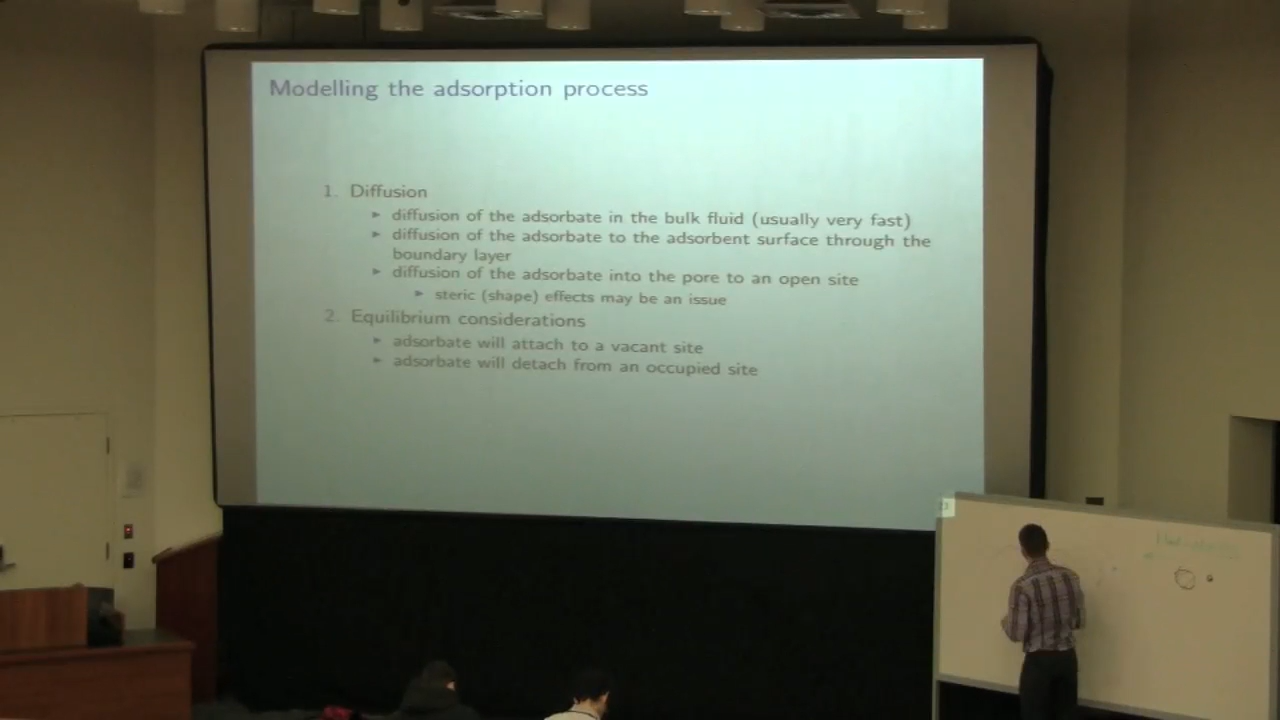 Modelling the adsorption process
1. Diffusion
► diffusion of the adsorbate in the bulk fluid (usually very fast)
► diffusion of the adsorbate to the adsorbent surface through the
boundary layer
► diffusion of the adsorbate into the pore to an open site
► steric (shape) effects may be an issue
2. Equilibrium considerations
► adsorbate will attach to a vacant site
► adsorbate will detach from an occupied site